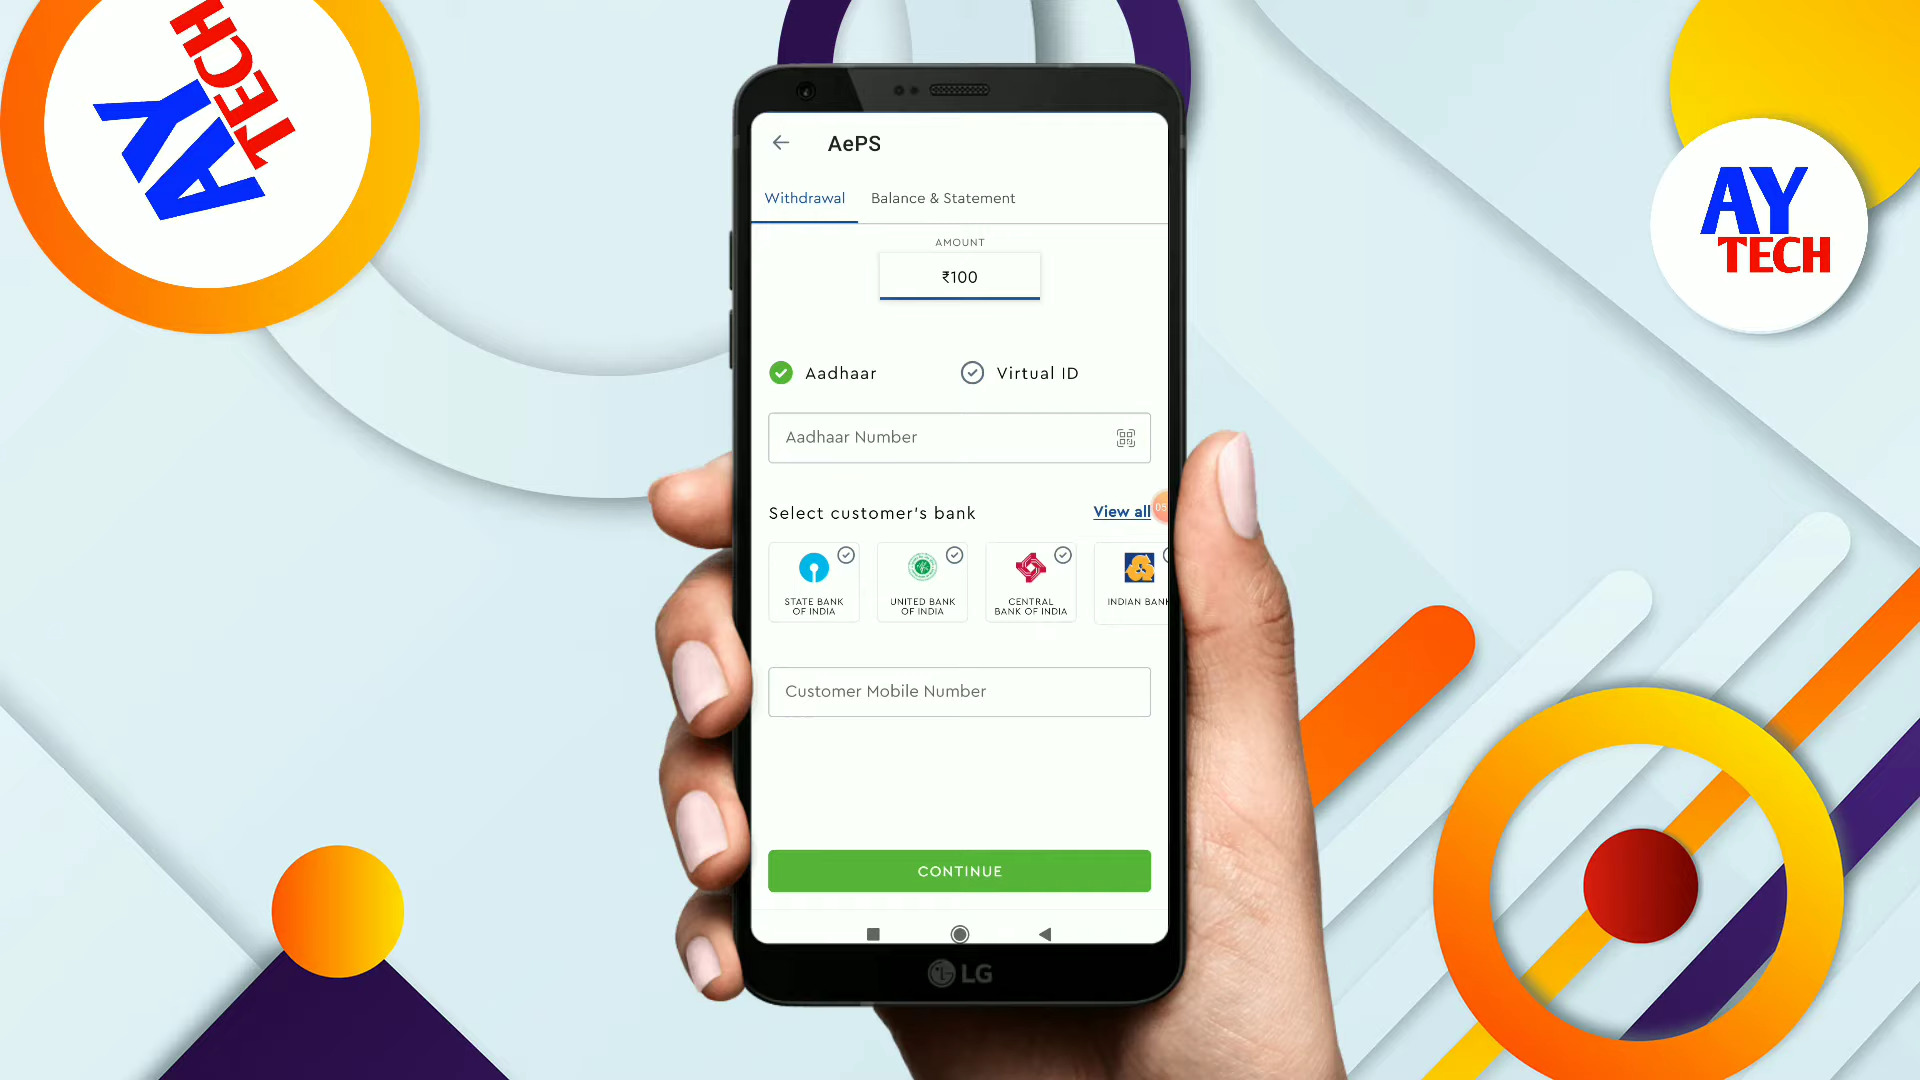 AY
TECH
AY
TECH
AePS
Withdrawal
Balance & Statement
AMOUNT
₹100
Aadhaar
Virtual ID
Aadhaar Number
Select customer's bank
View all
05
STATE BANK
OF INDIA
UNITED BANK
OF INDIA
CENTRAL
BANK OF INDIA
INDIAN BANK
Customer Mobile Number
CONTINUE
LG